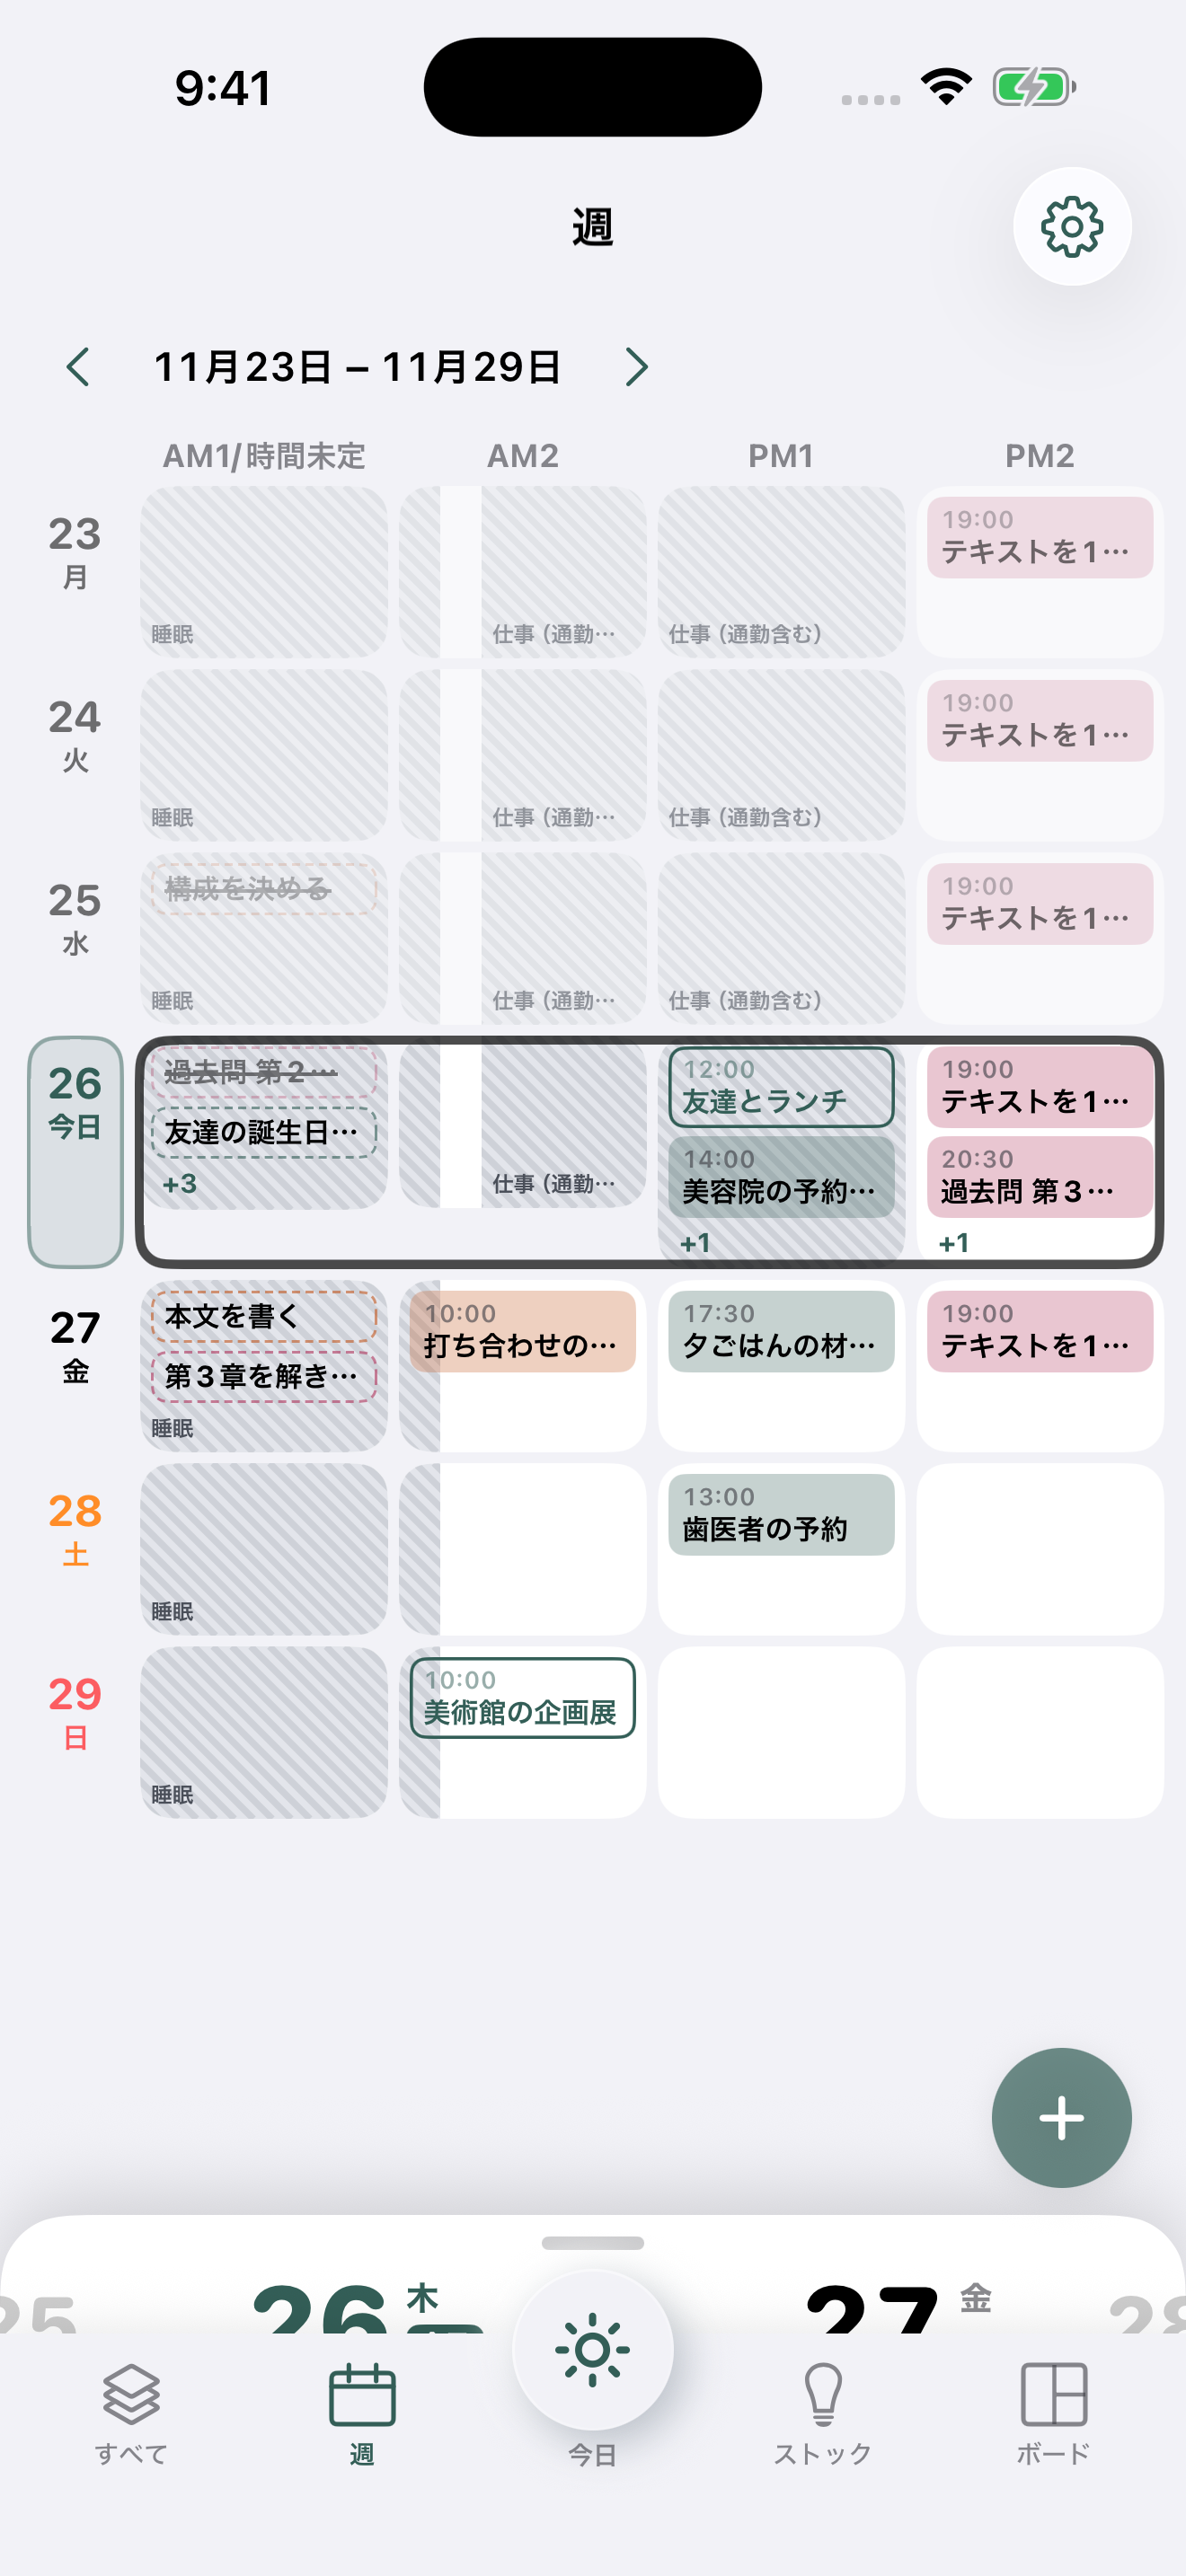 9:41
週
11月23日 – 11月29日
AM1/時間未定 AM2 PM1 PM2
23
月
睡眠
仕事（通勤…
仕事（通勤含む）
19:00
テキストを1…
24
火
睡眠
仕事（通勤…
仕事（通勤含む）
19:00
テキストを1…
25
水
構成を決める
睡眠
仕事（通勤…
仕事（通勤含む）
19:00
テキストを1…
26
今日
過去問 第2…
友達の誕生日…
+3
仕事（通勤…
12:00
友達とランチ
14:00
美容院の予約…
+1
19:00
テキストを1…
20:30
過去問 第3…
+1
27
金
本文を書く
第3章を解き…
睡眠
10:00
打ち合わせの…
17:30
夕ごはんの材…
19:00
テキストを1…
28
土
睡眠
13:00
歯医者の予約
29
日
睡眠
10:00
美術館の企画展
25
26 木
27 金
28
すべて
週
今日
ストック
ボード